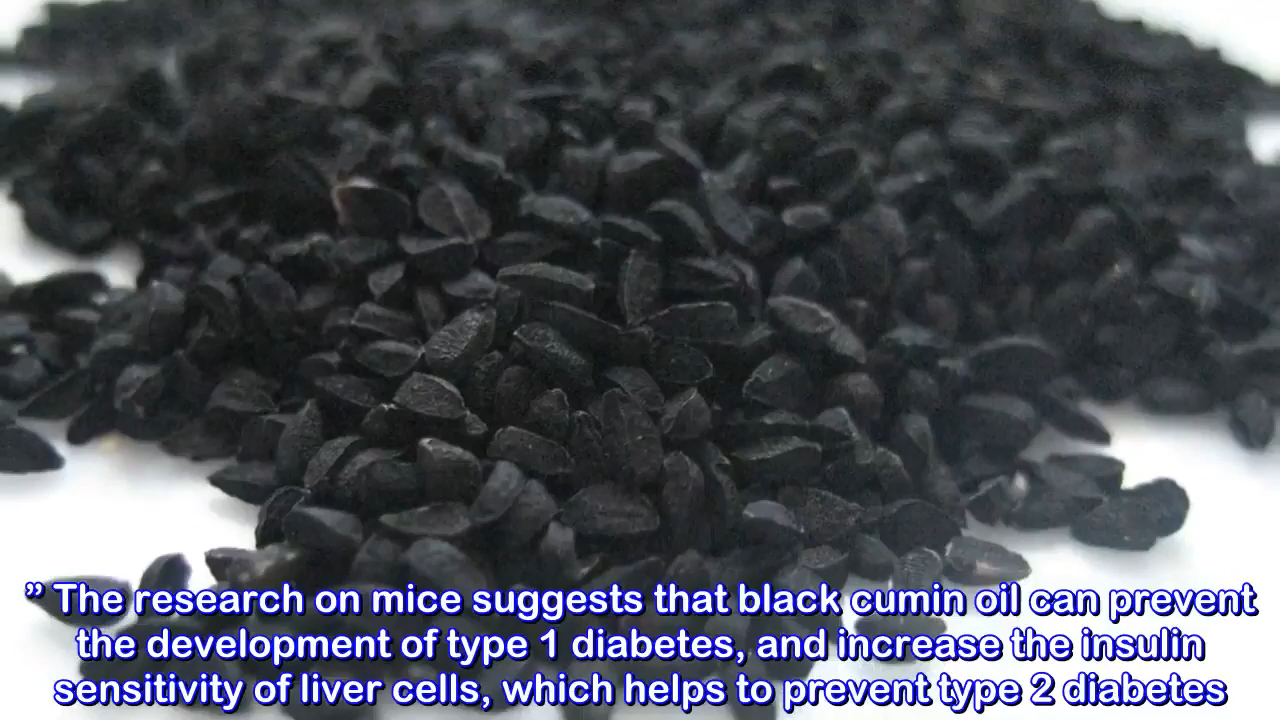 ” The research on mice suggests that black cumin oil can prevent
the development of type 1 diabetes, and increase the insulin
sensitivity of liver cells, which helps to prevent type 2 diabetes